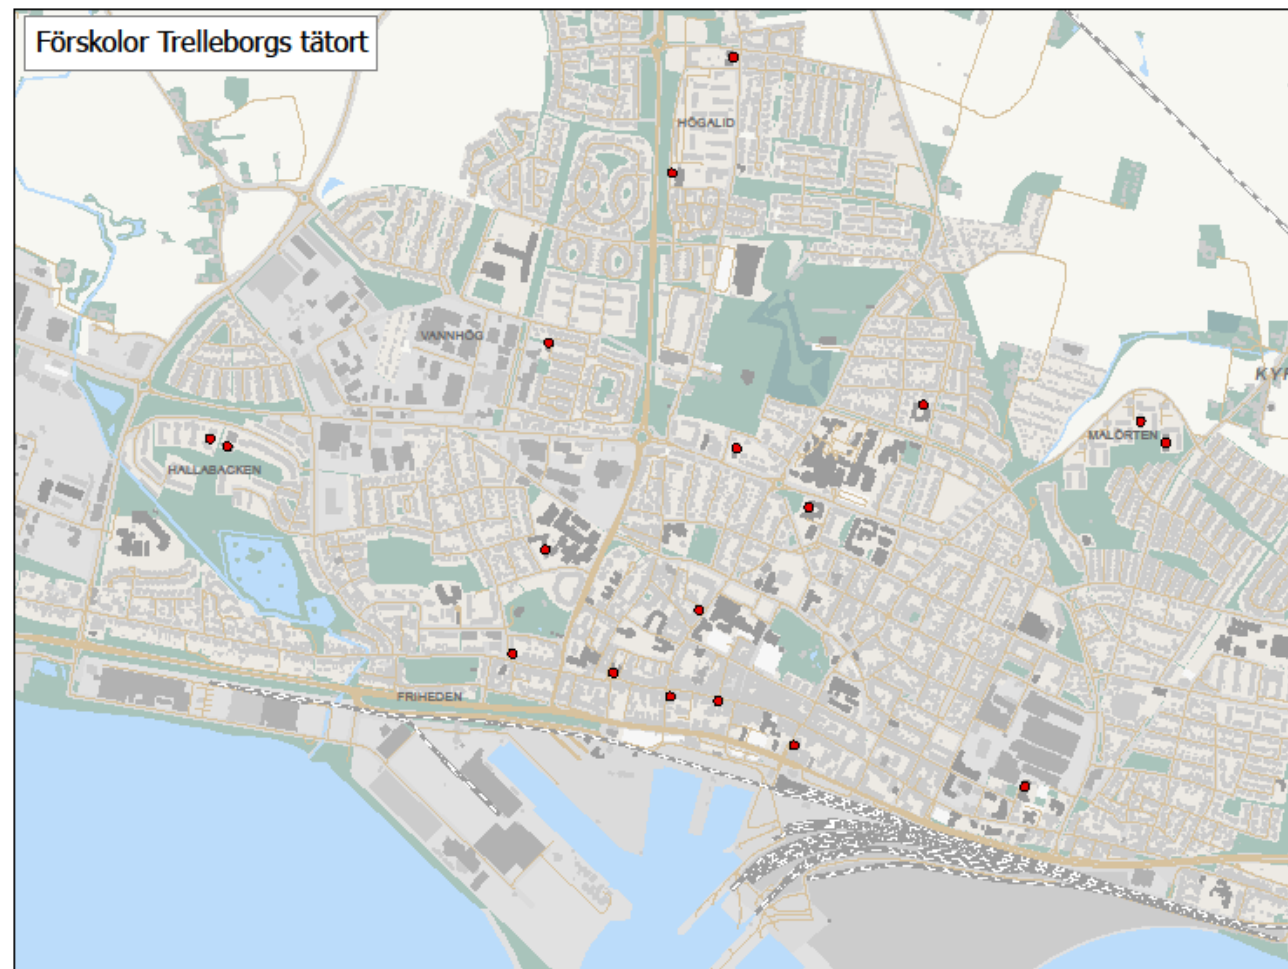 Förskolor Trelleborgs tätort
HÖGALID
VANNHÖG
MALÖRTEN
HALLABACKEN
FRIHEDEN